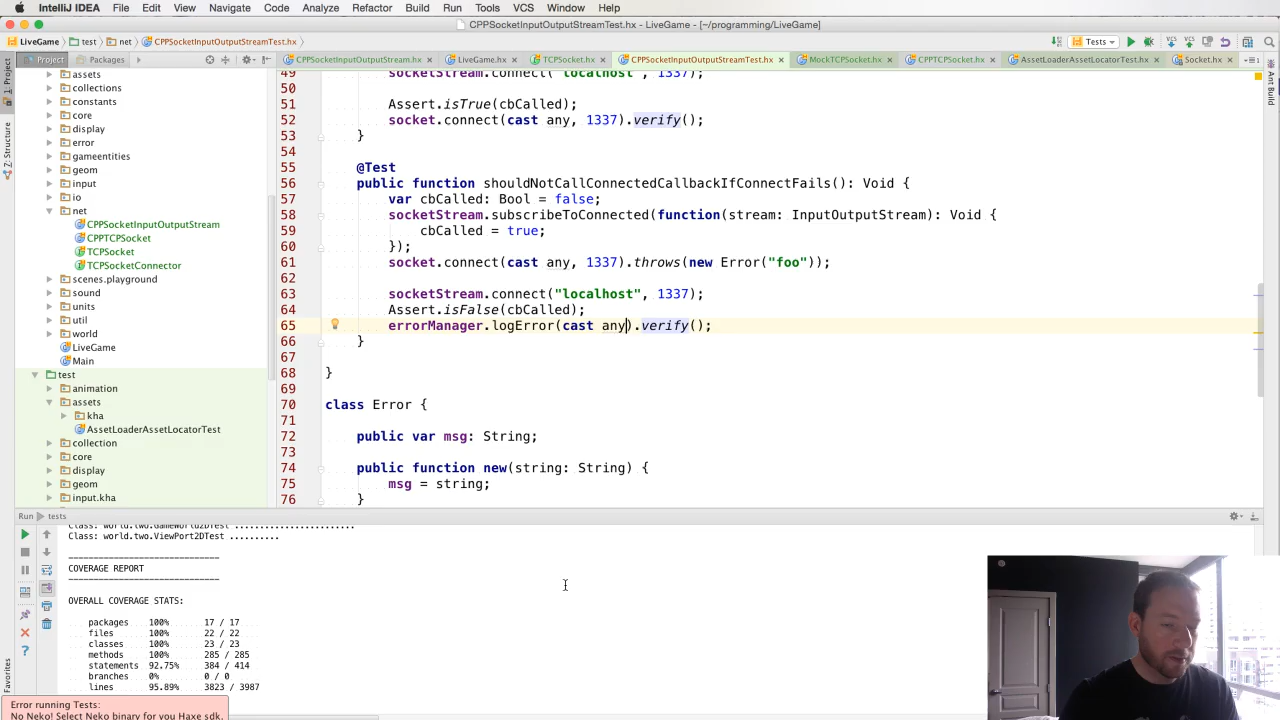 IntelliJ IDEA File Edit View Navigate Code Analyze Refactor Build Run Tools VCS Window Help
CPPSocketInputOutputStreamTest.hx - LiveGame - [~/programming/LiveGame]
LiveGame test net CPPSocketInputOutputStreamTest.hx Tests
Project Packages CPPSocketInputOutputStream.hx LiveGame.hx TCPSocket.hx CPPSocketInputOutputStreamTest.hx MockTCPSocket.hx CPPTCPSocket.hx AssetLoaderAssetLocatorTest.hx Socket.hx
1: Project
Z: Structure
7: Favorites
Ant Build
assets
collections
constants
core
display
error
gameentities
geom
input
io
net
CPPSocketInputOutputStream
CPPTCPSocket
TCPSocket
TCPSocketConnector
scenes.playground
sound
units
util
world
LiveGame
Main
test
animation
assets
kha
AssetLoaderAssetLocatorTest
collection
core
display
geom
input.kha
49 socketStream.connect("localhost", 1337);
50
51 Assert.isTrue(cbCalled);
52 socket.connect(cast any, 1337).verify();
53 }
54
55 @Test
56 public function shouldNotCallConnectedCallbackIfConnectFails(): Void {
57 var cbCalled: Bool = false;
58 socketStream.subscribeToConnected(function(stream: InputOutputStream): Void {
59 cbCalled = true;
60 });
61 socket.connect(cast any, 1337).throws(new Error("foo"));
62
63 socketStream.connect("localhost", 1337);
64 Assert.isFalse(cbCalled);
65 errorManager.logError(cast any).verify();
66 }
67
68 }
69
70 class Error {
71
72 public var msg: String;
73
74 public function new(string: String) {
75 msg = string;
76 }
Run tests
Class: world.two.GameWorld2DTest ........................
Class: world.two.ViewPort2DTest ..........
------------------------------
COVERAGE REPORT
------------------------------
OVERALL COVERAGE STATS:
packages 100% 17 / 17
files 100% 22 / 22
classes 100% 23 / 23
methods 100% 285 / 285
statements 92.75% 384 / 414
branches 0% 0 / 0
lines 95.89% 3823 / 3987
Error running Tests:
No Neko! Select Neko binary for you Haxe sdk.